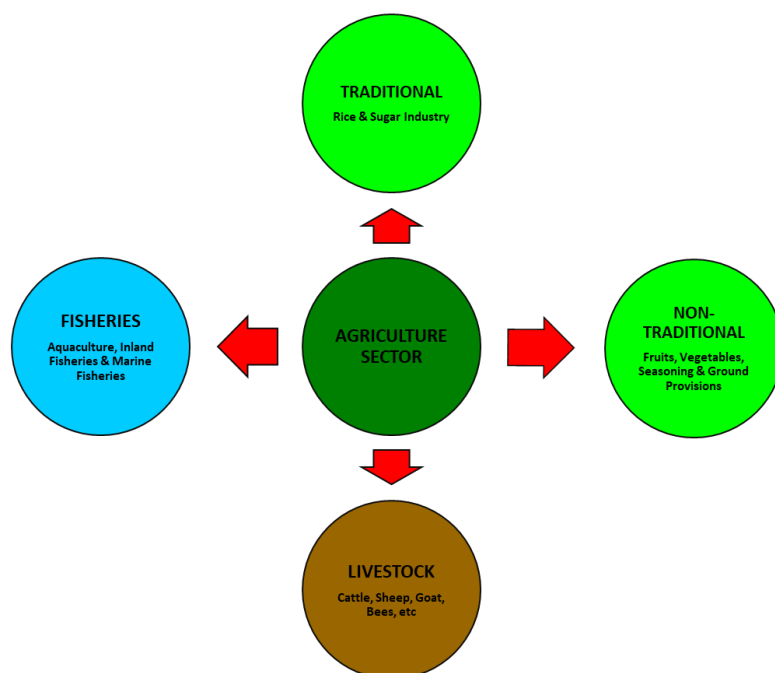 TRADITIONAL
Rice & Sugar Industry
FISHERIES
Aquaculture, Inland
Fisheries & Marine
Fisheries
AGRICULTURE
SECTOR
NON-
TRADITIONAL
Fruits, Vegetables,
Seasoning & Ground
Provisions
LIVESTOCK
Cattle, Sheep, Goat,
Bees, etc